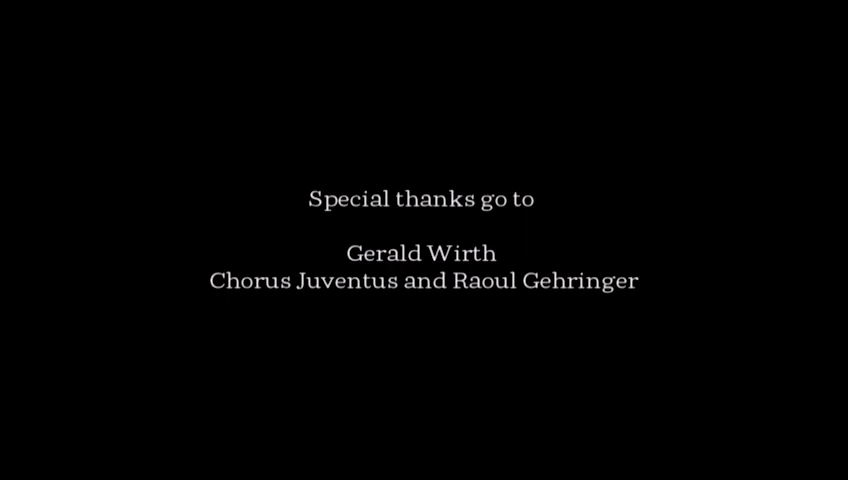 Special thanks go to
Gerald Wirth
Chorus Juventus and Raoul Gehringer